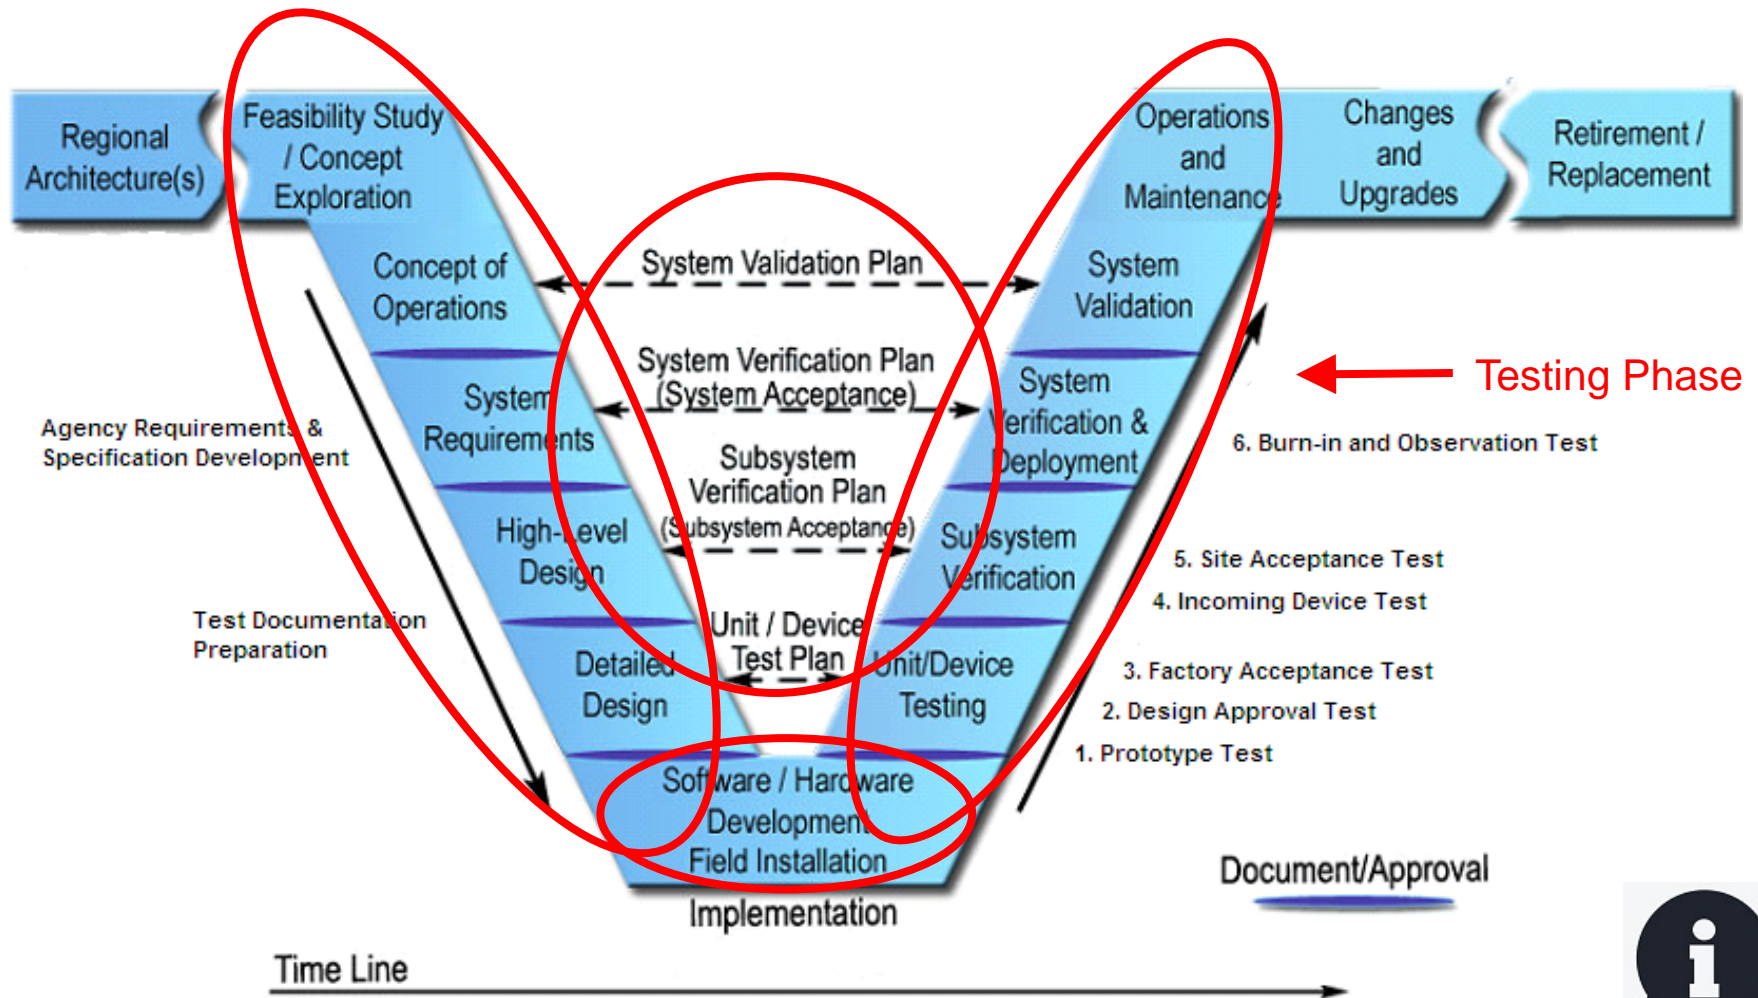 Regional
Architecture(s)
Feasibility Study
/ Concept
Exploration
Operations
and
Maintenance
Changes
and
Upgrades
Retirement /
Replacement
Concept of
Operations
System Validation Plan
System
Validation
System Verification Plan
(System Acceptance)
System
Requirements
System
Verification &
Deployment
Testing Phase
Agency Requirements &
Specification Development
6. Burn-in and Observation Test
Subsystem
Verification Plan
(Subsystem Acceptance)
High-Level
Design
Subsystem
Verification
5. Site Acceptance Test
4. Incoming Device Test
Test Documentation
Preparation
Unit / Device
Test Plan
Detailed
Design
Unit/Device
Testing
3. Factory Acceptance Test
2. Design Approval Test
1. Prototype Test
Software / Hardware
Development
Field Installation
Implementation
Document/Approval
Time Line